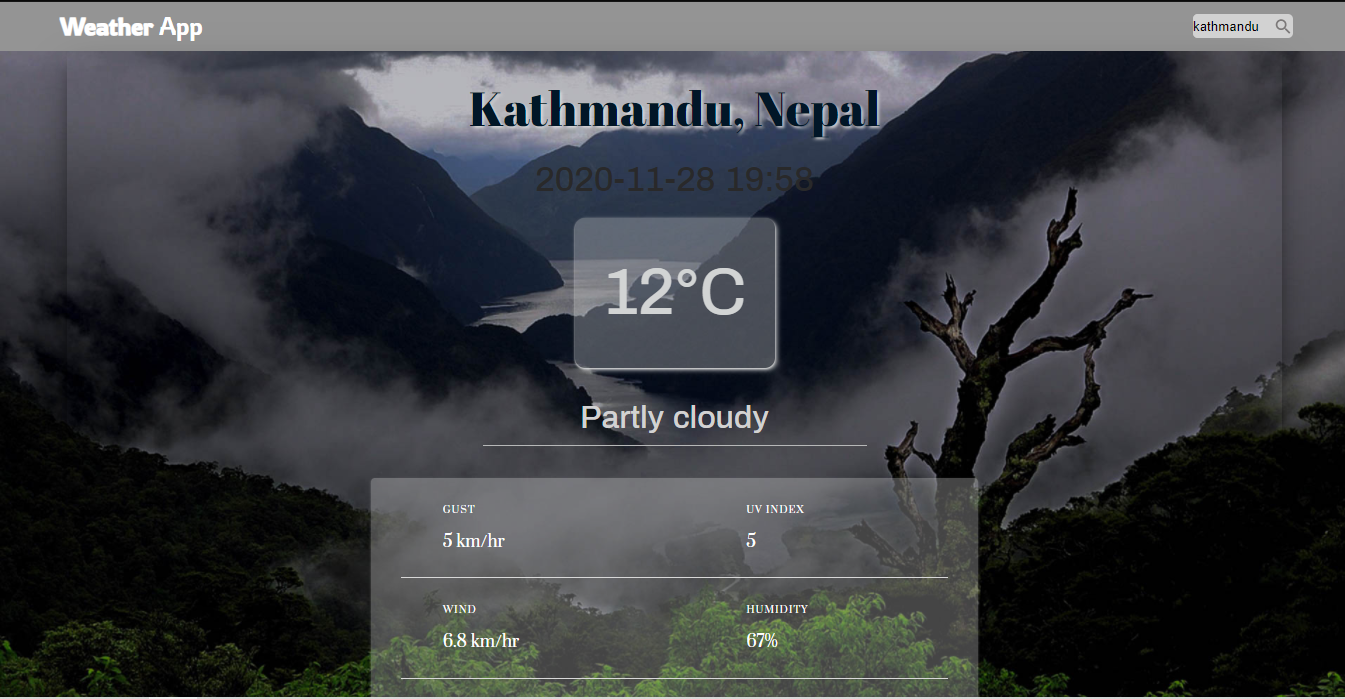 Weather App
kathmandu
Kathmandu, Nepal
2020-11-28 19:58
12°C
Partly cloudy
GUST
UV INDEX
5 km/hr
5
WIND
HUMIDITY
6.8 km/hr
67%